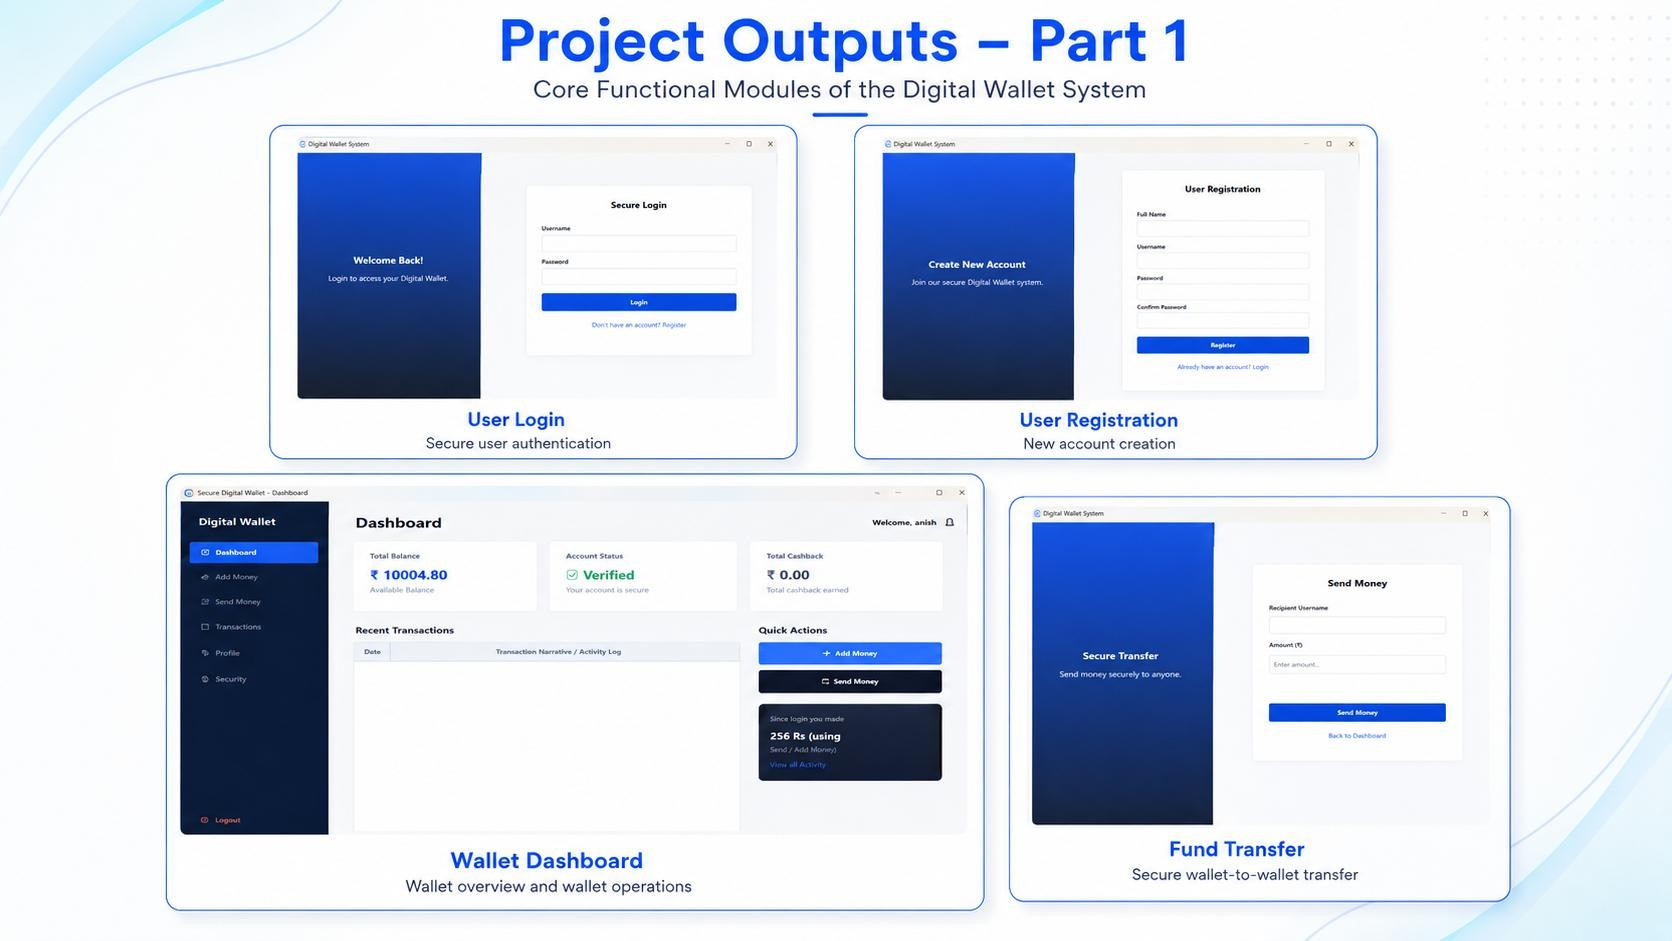 Project Outputs – Part 1
Core Functional Modules of the Digital Wallet System
Digital Wallet System
Welcome Back!
Login to access your Digital Wallet.
Secure Login
Username
Password
Login
Don't have an account? Register
User Login
Secure user authentication
Digital Wallet System
Create New Account
Join our secure Digital Wallet system.
User Registration
Full Name
Username
Password
Confirm Password
Register
Already have an account? Login
User Registration
New account creation
Secure Digital Wallet - Dashboard
Digital Wallet
Dashboard
Add Money
Send Money
Transactions
Profile
Security
Logout
Dashboard
Welcome, anish
Total Balance
₹ 10004.80
Available Balance
Account Status
Verified
Your account is secure
Total Cashback
₹ 0.00
Total cashback earned
Recent Transactions
Date
Transaction Narrative / Activity Log
Quick Actions
Add Money
Send Money
Since login you made
256 Rs (using
Send / Add Money)
View all Activity
Wallet Dashboard
Wallet overview and wallet operations
Digital Wallet System
Secure Transfer
Send money securely to anyone.
Send Money
Recipient Username
Amount (₹)
Enter amount...
Send Money
Back to Dashboard
Fund Transfer
Secure wallet-to-wallet transfer